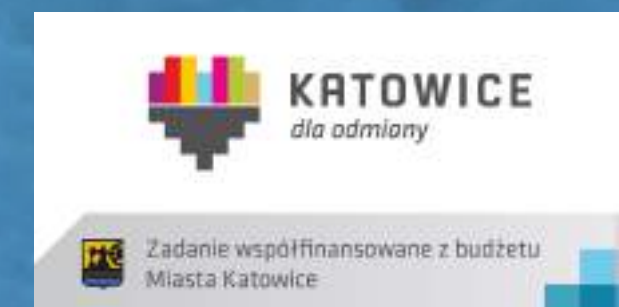 KATOWICE
dla odmiany
Zadanie współfinansowane z budżetu
Miasta Katowice